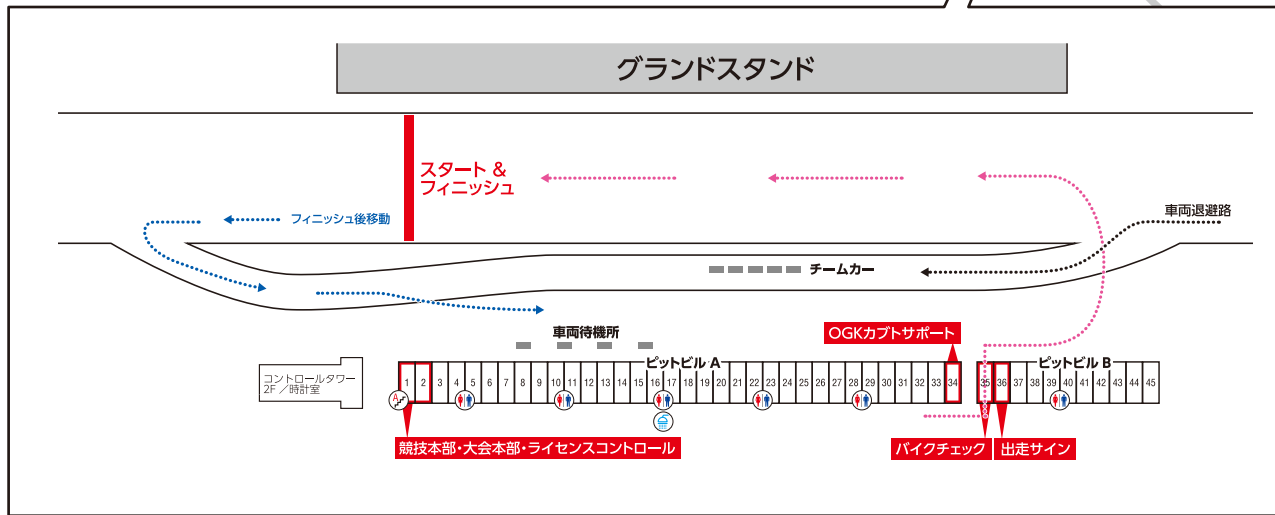 グランドスタンド
スタート &
フィニッシュ
フィニッシュ後移動
車両退避路
チームカー
車両待機所
OGKカブトサポート
ピットビル A
ピットビル B
コントロールタワー
2F／時計室
1 2 3 4 5 6 7 8 9 10 11 12 13 14 15 16 17 18 19 20 21 22 23 24 25 26 27 28 29 30 31 32 33 34 35 36 37 38 39 40 41 42 43 44 45
A
競技本部・大会本部・ライセンスコントロール
バイクチェック
出走サイン